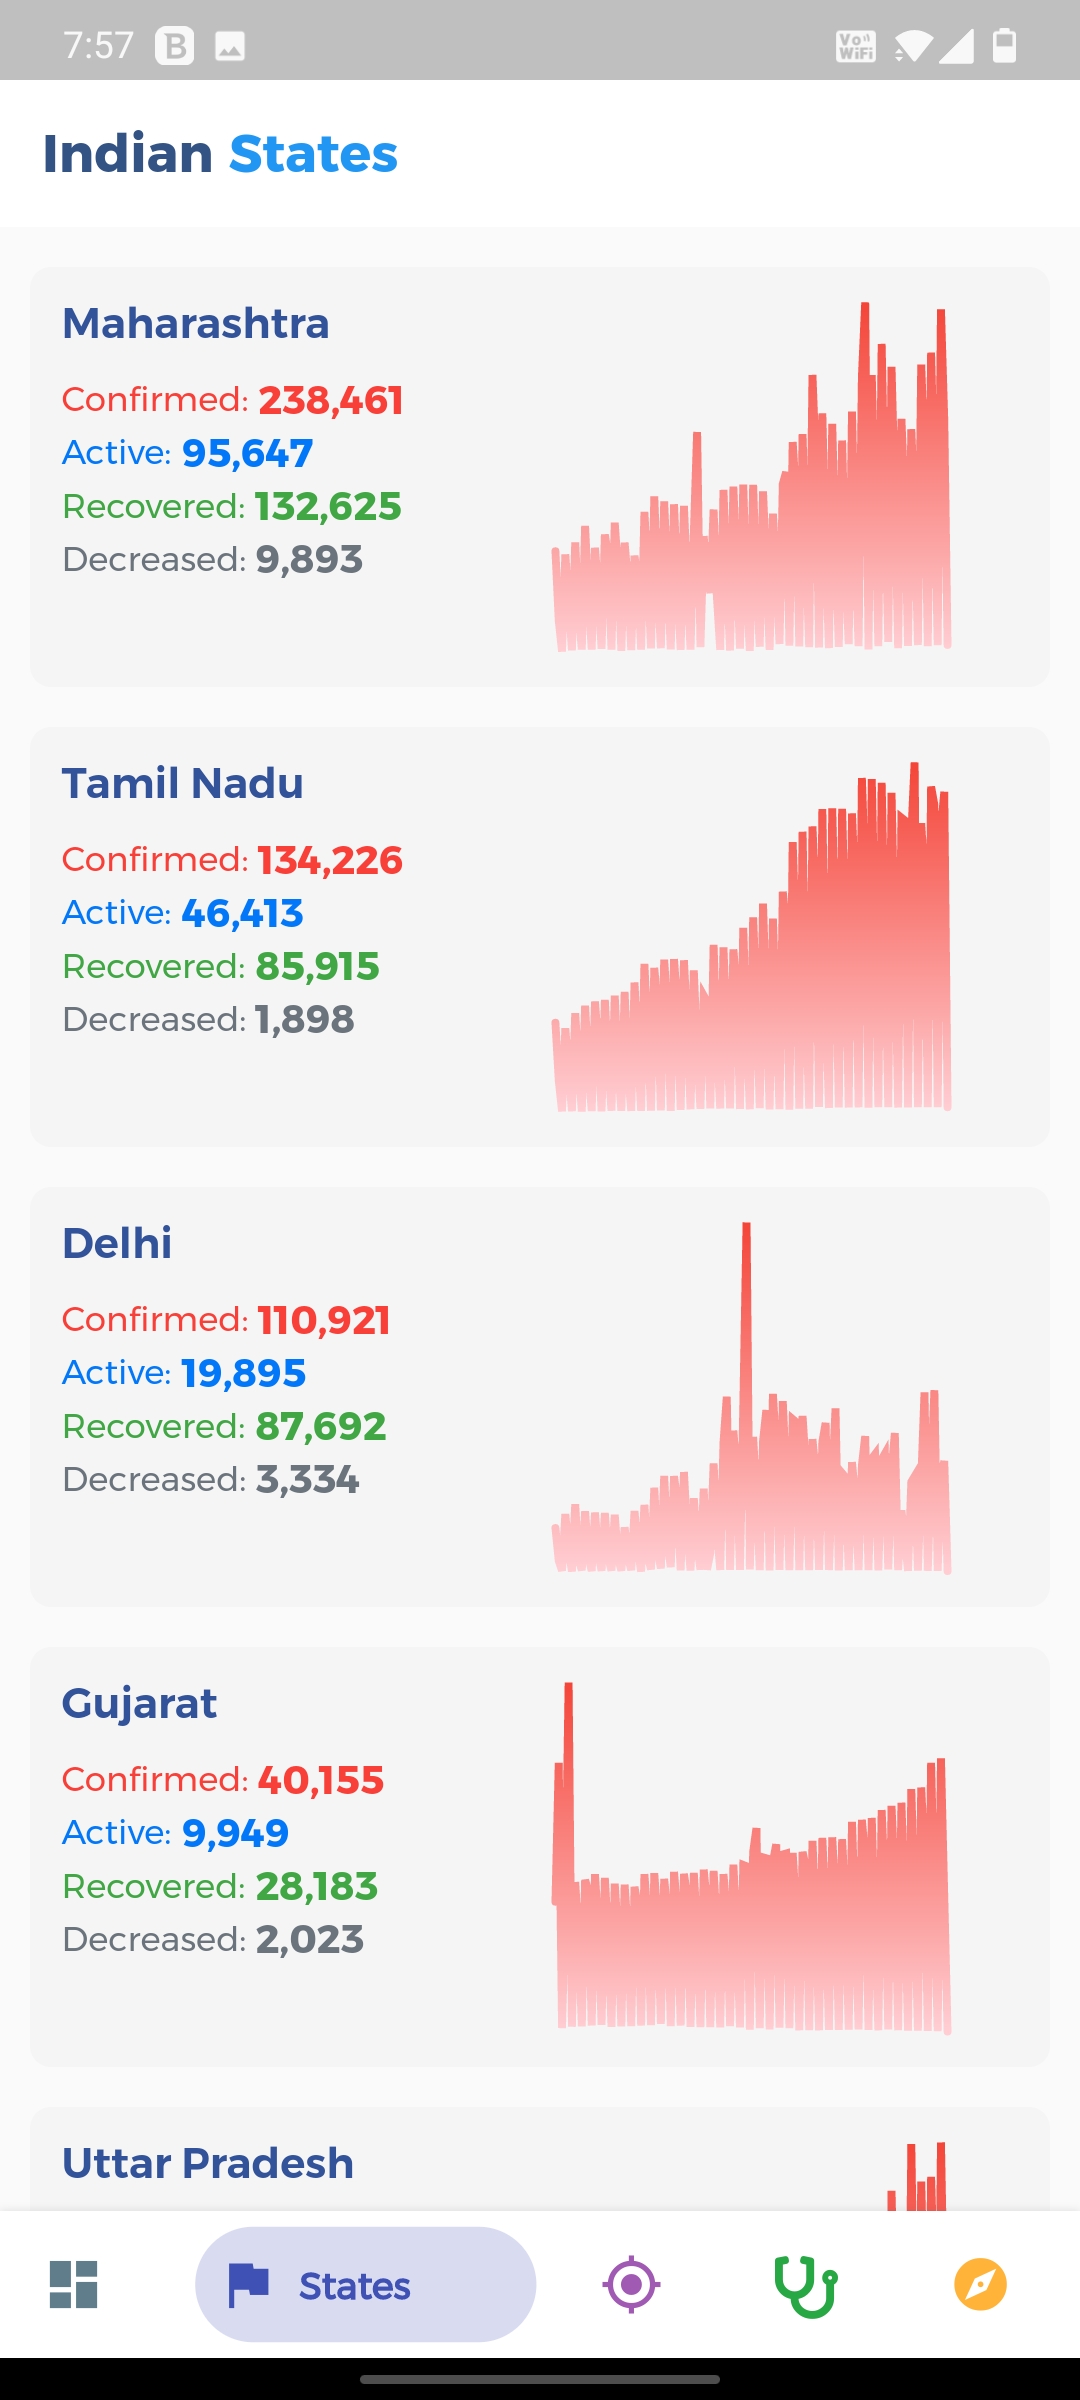 7:57
Vo WiFi
Indian States
Maharashtra
Confirmed: 238,461
Active: 95,647
Recovered: 132,625
Decreased: 9,893
Tamil Nadu
Confirmed: 134,226
Active: 46,413
Recovered: 85,915
Decreased: 1,898
Delhi
Confirmed: 110,921
Active: 19,895
Recovered: 87,692
Decreased: 3,334
Gujarat
Confirmed: 40,155
Active: 9,949
Recovered: 28,183
Decreased: 2,023
Uttar Pradesh
States